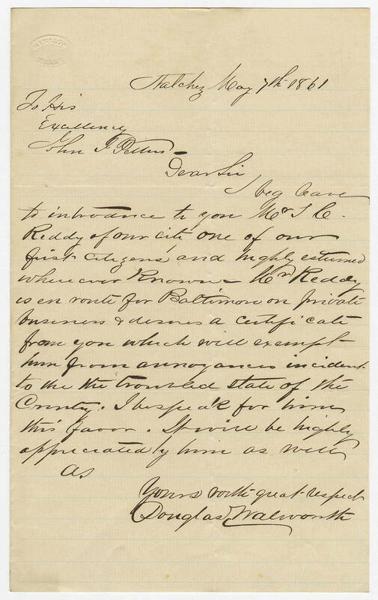 Natchez May 7th 1861
To His
Excellency
John J Pettus
Dear Sir
I beg leave
to introduce to you Mr S C.
Reddy of our city one of our
first citizens and highly esteemed
wherever known - Mr Reddy
is en route for Baltimore on private
business & desires a certificate
from you which will exempt
him from annoyances incident
to the the troubled state of the
Country. I bespeak for him
this favor. It will be highly
appreciated by him as well
as
Yours with great respect
Douglas Walworth